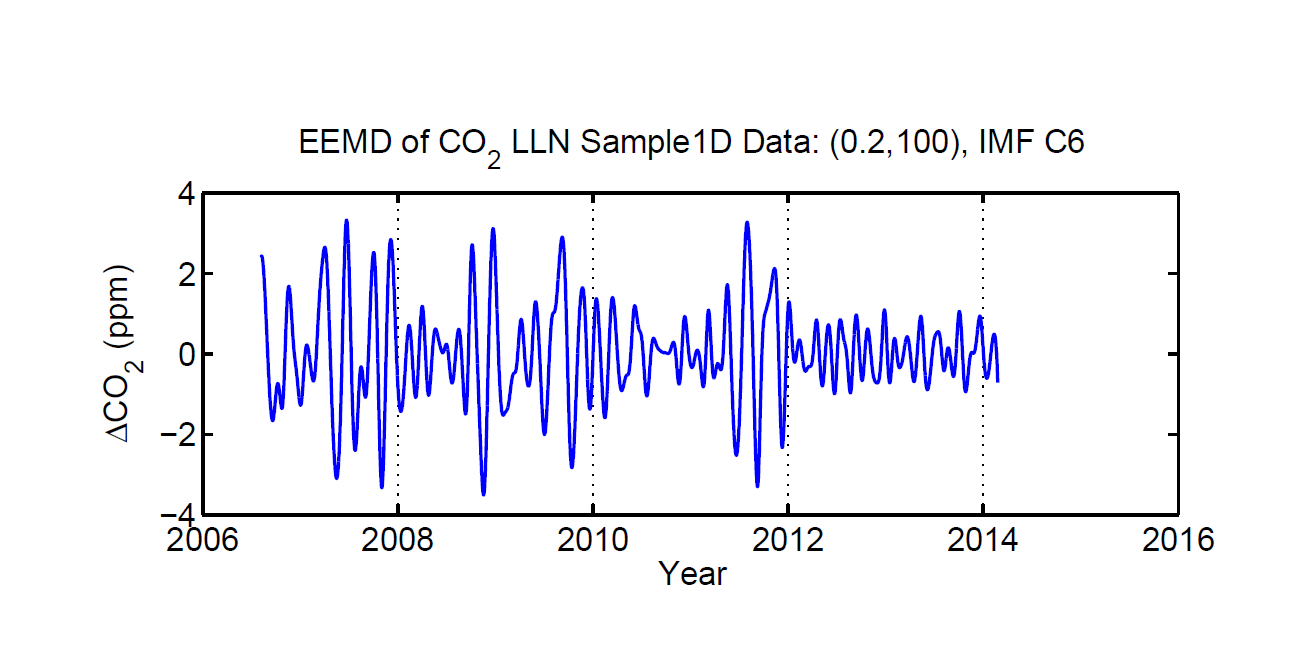 EEMD of CO2 LLN Sample1D Data: (0.2,100), IMF C6
4
2
0
−2
−4
ΔCO2 (ppm)
2006 2008 2010 2012 2014 2016
Year